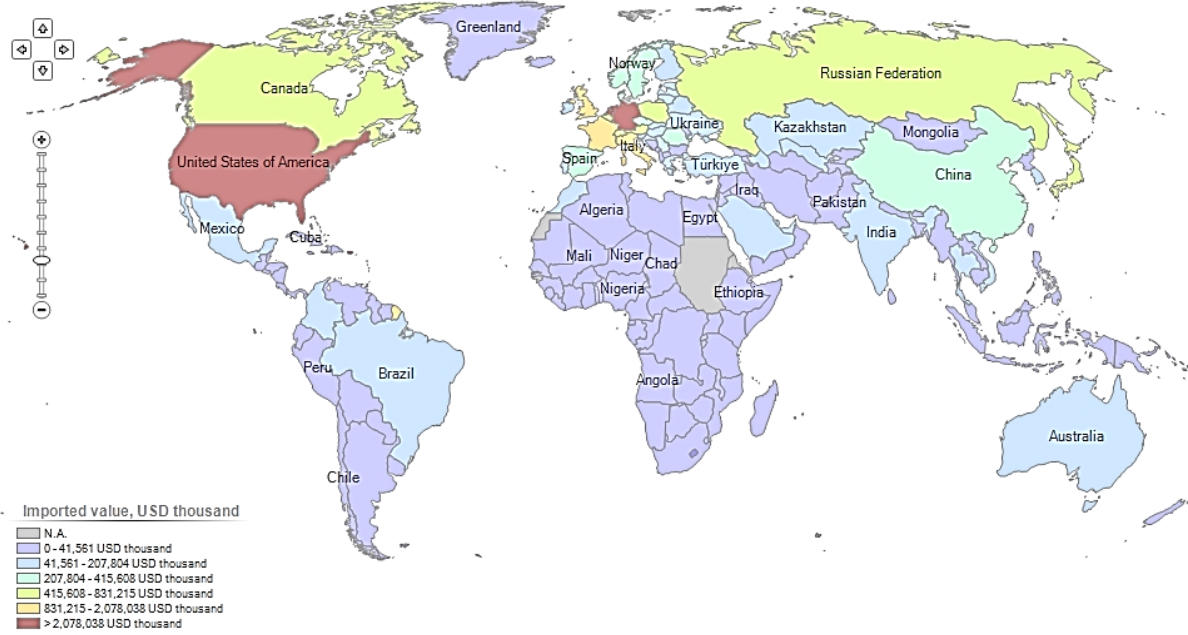 Greenland
Norway
Canada
Russian Federation
Ukraine
Kazakhstan
Mongolia
United States of America
Italy
Spain
Türkiye
China
Iraq
Pakistan
Algeria
Egypt
Mexico
India
Cuba
Mali
Niger
Chad
Nigeria
Ethiopia
Peru
Brazil
Angola
Australia
Chile
Imported value, USD thousand
N.A.
0 - 41,561 USD thousand
41,561 - 207,804 USD thousand
207,804 - 415,608 USD thousand
415,608 - 831,215 USD thousand
831,215 - 2,078,038 USD thousand
> 2,078,038 USD thousand